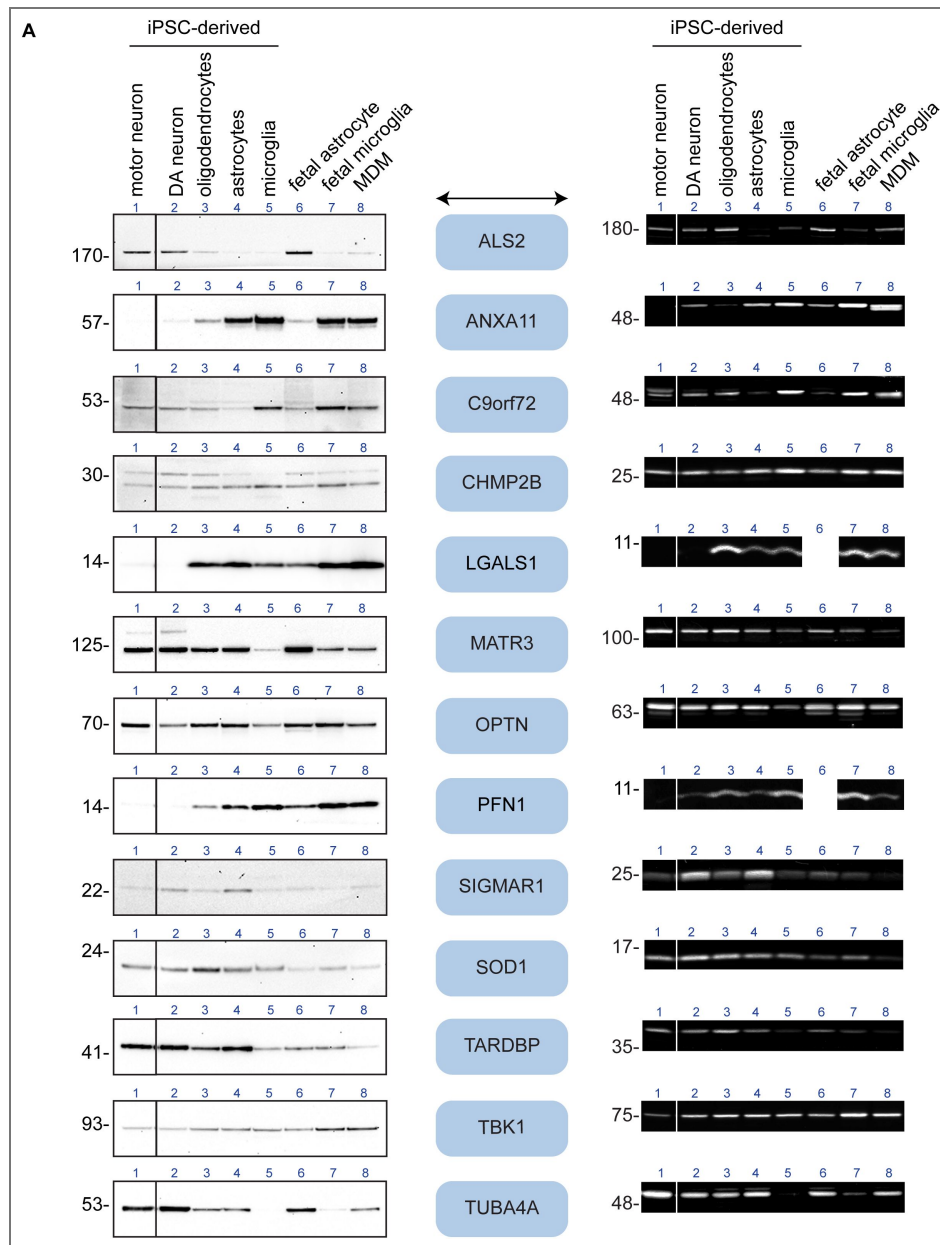 A
iPSC-derived
iPSC-derived
motor neuron
DA neuron
oligodendrocytes
astrocytes
microglia
fetal astrocyte
fetal microglia
MDM
motor neuron
DA neuron
oligodendrocytes
astrocytes
microglia
fetal astrocyte
fetal microglia
MDM
1 2 3 4 5 6 7 8
1 2 3 4 5 6 7 8
170- ALS2 180-
1 2 3 4 5 6 7 8
1 2 3 4 5 6 7 8
57- ANXA11 48-
1 2 3 4 5 6 7 8
1 2 3 4 5 6 7 8
53- C9orf72 48-
1 2 3 4 5 6 7 8
1 2 3 4 5 6 7 8
30- CHMP2B 25-
1 2 3 4 5 6 7 8
1 2 3 4 5 6 7 8
14- LGALS1 11-
1 2 3 4 5 6 7 8
1 2 3 4 5 6 7 8
125- MATR3 100-
1 2 3 4 5 6 7 8
1 2 3 4 5 6 7 8
70- OPTN 63-
1 2 3 4 5 6 7 8
1 2 3 4 5 6 7 8
14- PFN1 11-
1 2 3 4 5 6 7 8
1 2 3 4 5 6 7 8
22- SIGMAR1 25-
1 2 3 4 5 6 7 8
1 2 3 4 5 6 7 8
24- SOD1 17-
1 2 3 4 5 6 7 8
1 2 3 4 5 6 7 8
41- TARDBP 35-
1 2 3 4 5 6 7 8
1 2 3 4 5 6 7 8
93- TBK1 75-
1 2 3 4 5 6 7 8
1 2 3 4 5 6 7 8
53- TUBA4A 48-